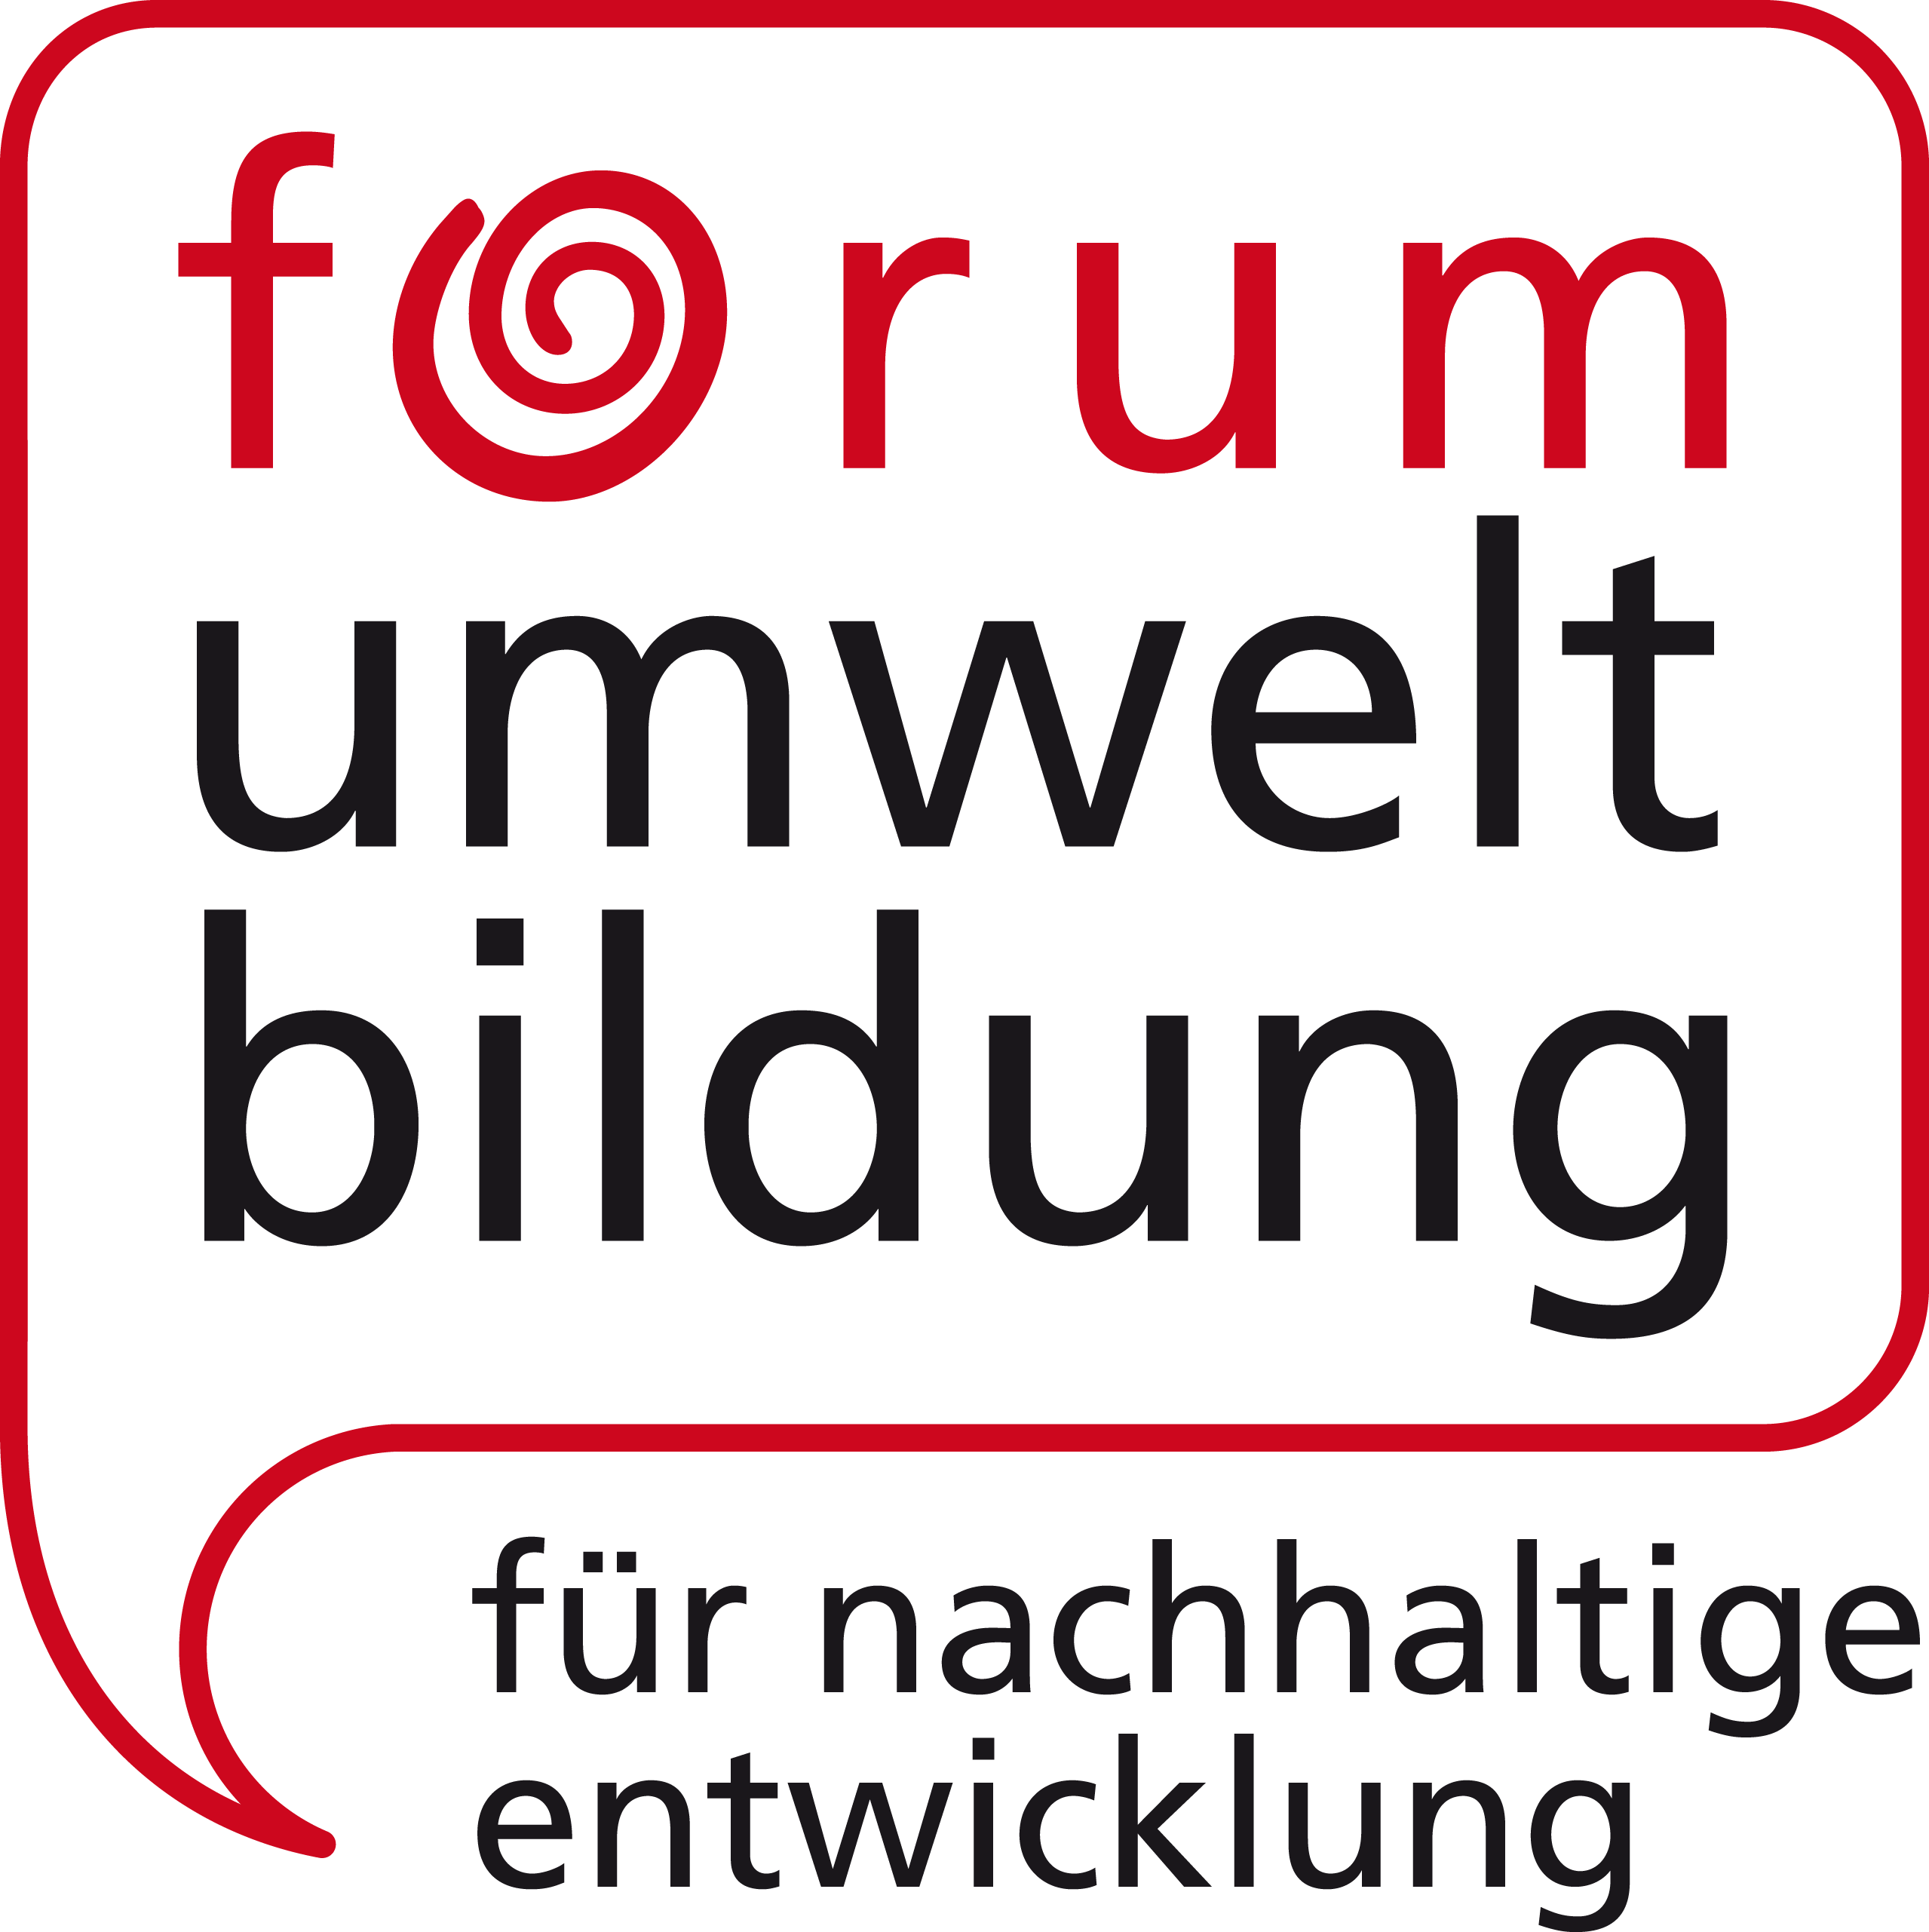 forum
umwelt
bildung
für nachhaltige
entwicklung